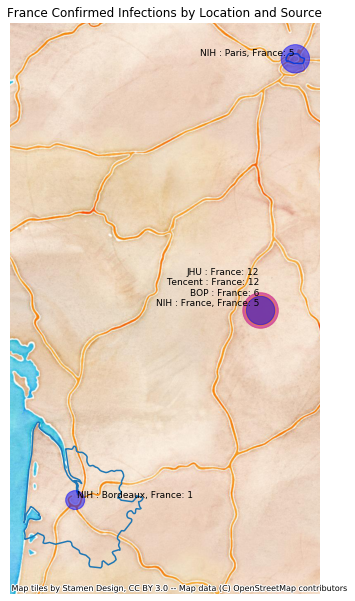 France Confirmed Infections by Location and Source
NIH : Paris, France: 5
JHU : France: 12
Tencent : France: 12
BOP : France: 6
NIH : France, France: 5
NIH : Bordeaux, France: 1
Map tiles by Stamen Design, CC BY 3.0 -- Map data (C) OpenStreetMap contributors